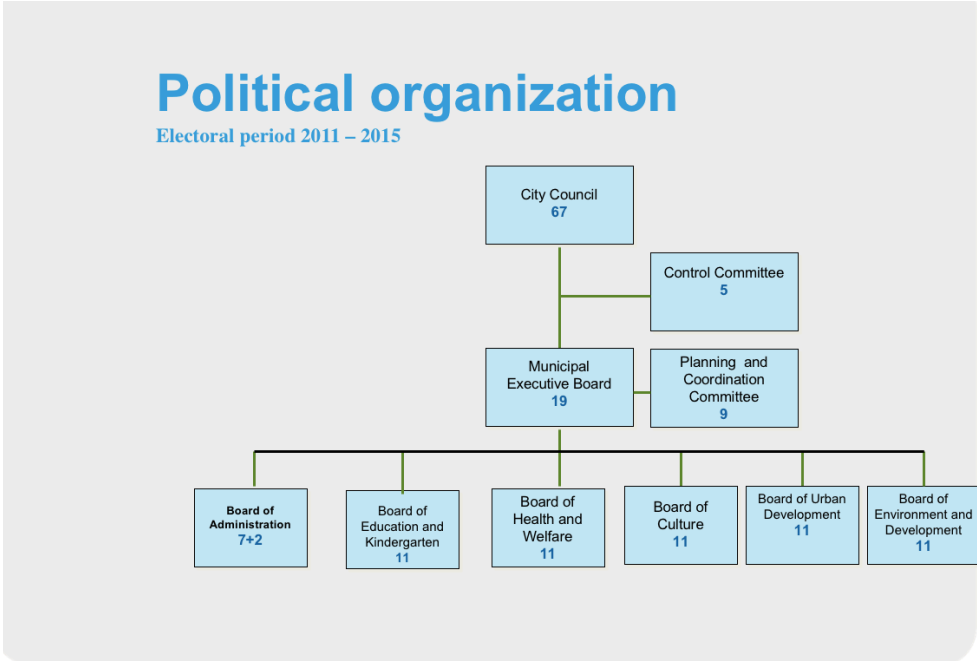 Political organization
Electoral period 2011 – 2015
City Council
67
Control Committee
5
Municipal
Executive Board
19
Planning and
Coordination
Committee
9
Board of
Administration
7+2
Board of
Education and
Kindergarten
11
Board of
Health and
Welfare
11
Board of
Culture
11
Board of Urban
Development
11
Board of
Environment and
Development
11